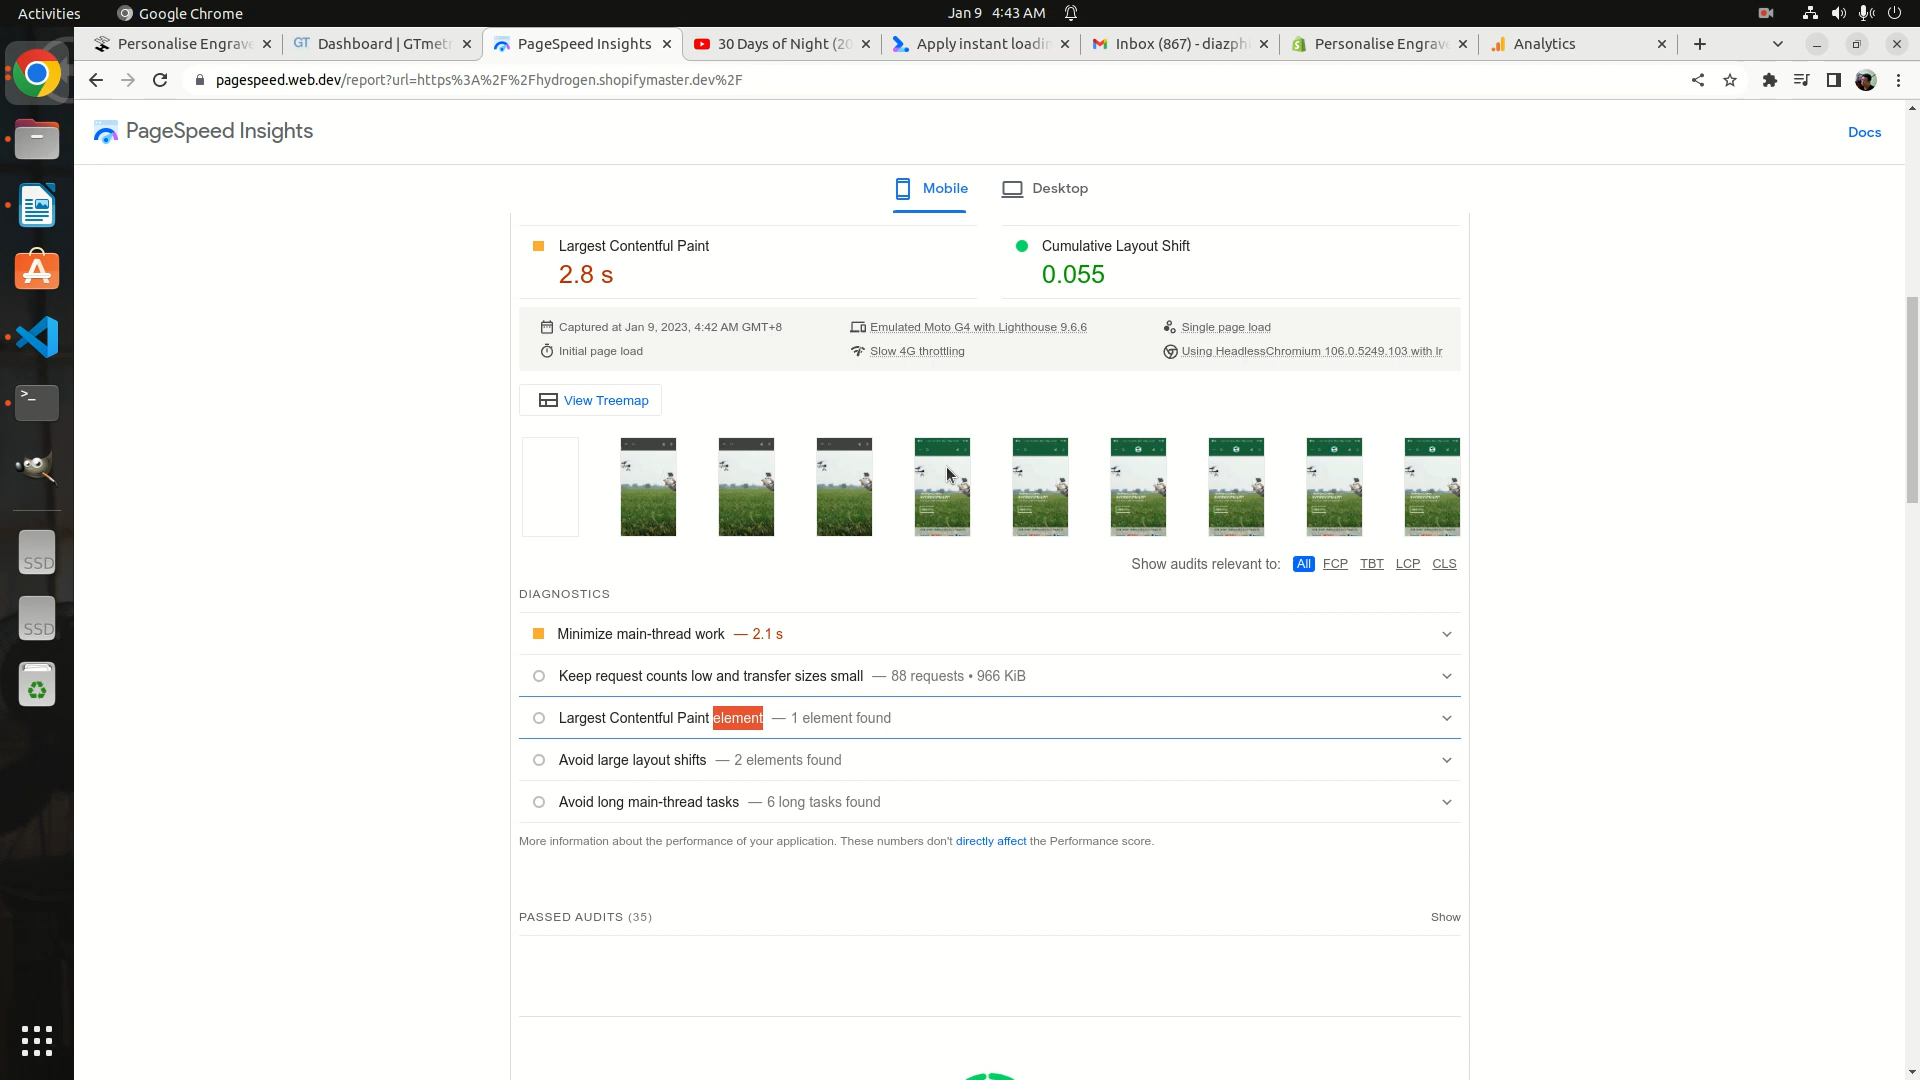 Activities
Google Chrome
Jan 9 4:43 AM
Personalise Engrave
GT Dashboard | GTmetr
PageSpeed Insights
30 Days of Night (20
Apply instant loadin
Inbox (867) - diazph
Personalise Engrave
Analytics
pagespeed.web.dev/report?url=https%3A%2F%2Fhydrogen.shopifymaster.dev%2F
PageSpeed Insights
Docs
Mobile
Desktop
Largest Contentful Paint
2.8 s
Cumulative Layout Shift
0.055
Captured at Jan 9, 2023, 4:42 AM GMT+8
Emulated Moto G4 with Lighthouse 9.6.6
Single page load
Initial page load
Slow 4G throttling
Using HeadlessChromium 106.0.5249.103 with lr
View Treemap
Show audits relevant to: All FCP TBT LCP CLS
DIAGNOSTICS
Minimize main-thread work — 2.1 s
Keep request counts low and transfer sizes small — 88 requests • 966 KiB
Largest Contentful Paint element — 1 element found
Avoid large layout shifts — 2 elements found
Avoid long main-thread tasks — 6 long tasks found
More information about the performance of your application. These numbers don't directly affect the Performance score.
PASSED AUDITS (35)
Show
SSD
SSD